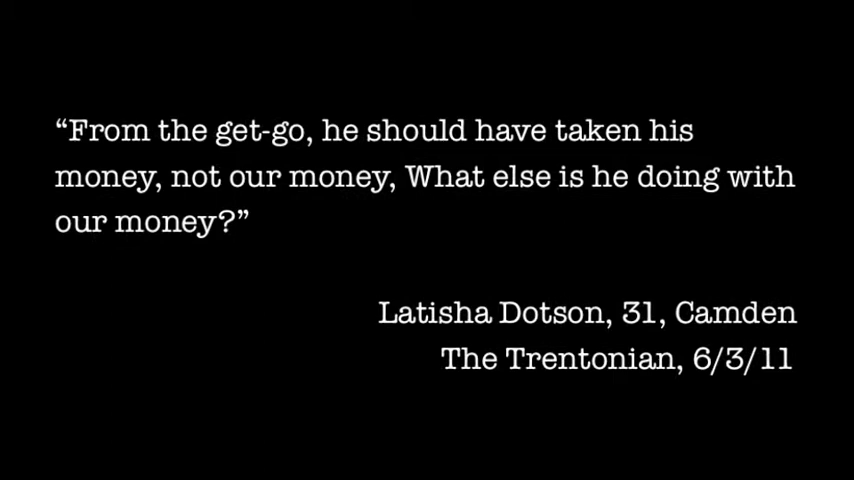 “From the get-go, he should have taken his
money, not our money, What else is he doing with
our money?”
Latisha Dotson, 31, Camden
The Trentonian, 6/3/11